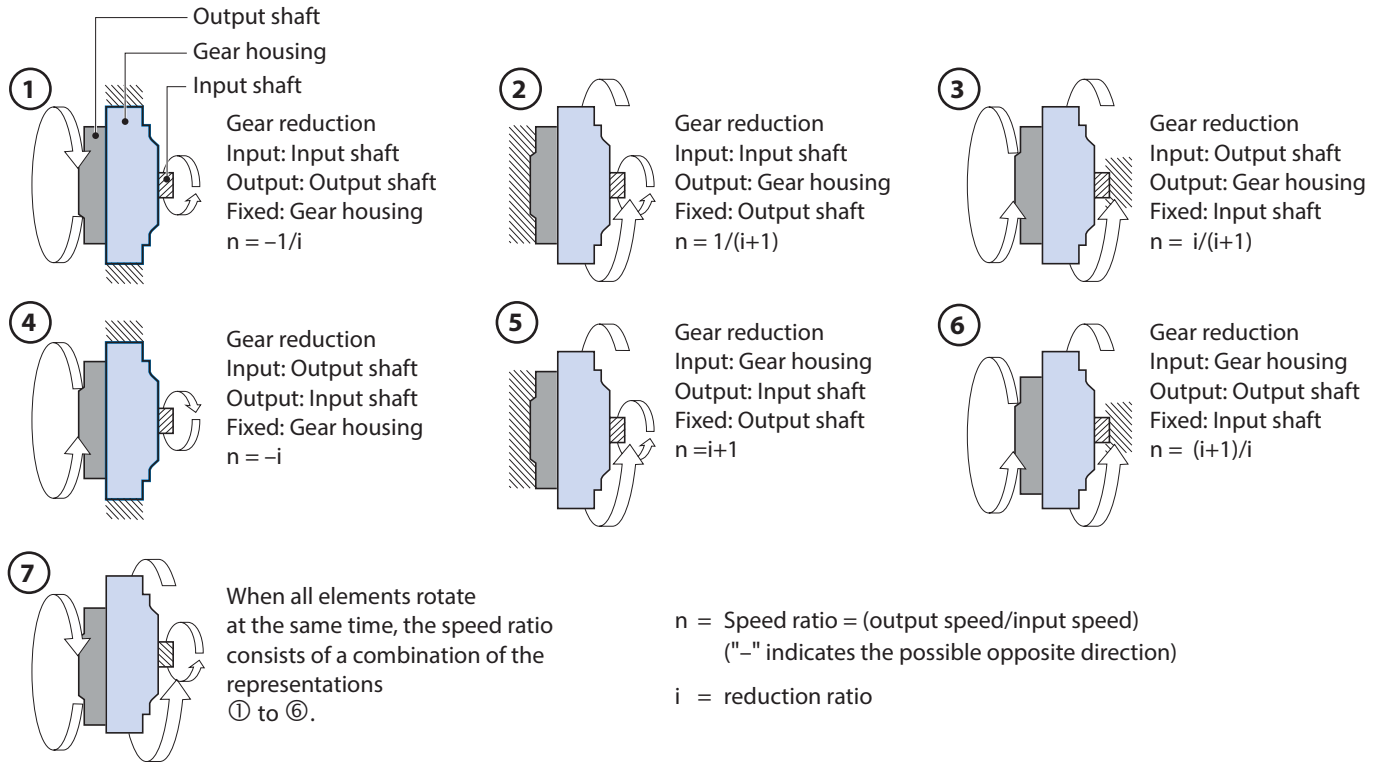 Output shaft
Gear housing
Input shaft
1
Gear reduction
Input: Input shaft
Output: Output shaft
Fixed: Gear housing
n = –1/i
2
Gear reduction
Input: Input shaft
Output: Gear housing
Fixed: Output shaft
n = 1/(i+1)
3
Gear reduction
Input: Output shaft
Output: Gear housing
Fixed: Input shaft
n = i/(i+1)
4
Gear reduction
Input: Output shaft
Output: Input shaft
Fixed: Gear housing
n = –i
5
Gear reduction
Input: Gear housing
Output: Input shaft
Fixed: Output shaft
n =i+1
6
Gear reduction
Input: Gear housing
Output: Output shaft
Fixed: Input shaft
n = (i+1)/i
7
When all elements rotate
at the same time, the speed ratio
consists of a combination of the
representations
① to ⑥.
n = Speed ratio = (output speed/input speed)
("–" indicates the possible opposite direction)
i = reduction ratio